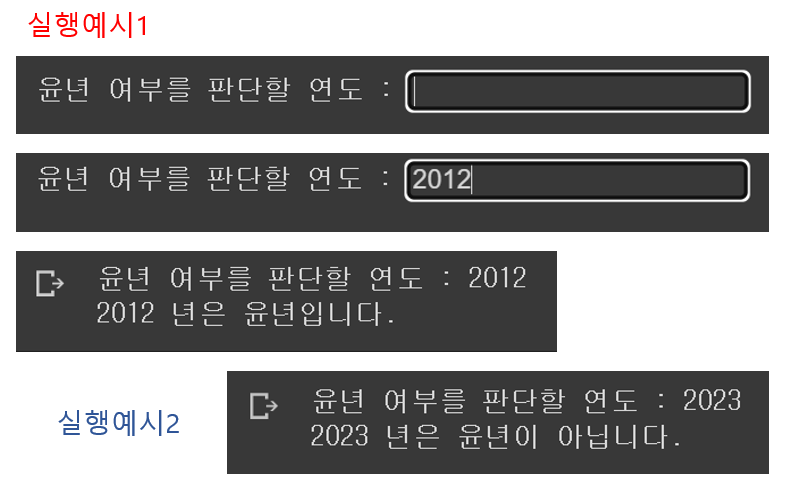 실행예시1
윤년 여부를 판단할 연도 :
윤년 여부를 판단할 연도 : 2012
윤년 여부를 판단할 연도 : 2012
2012 년은 윤년입니다.
실행예시2
윤년 여부를 판단할 연도 : 2023
2023 년은 윤년이 아닙니다.